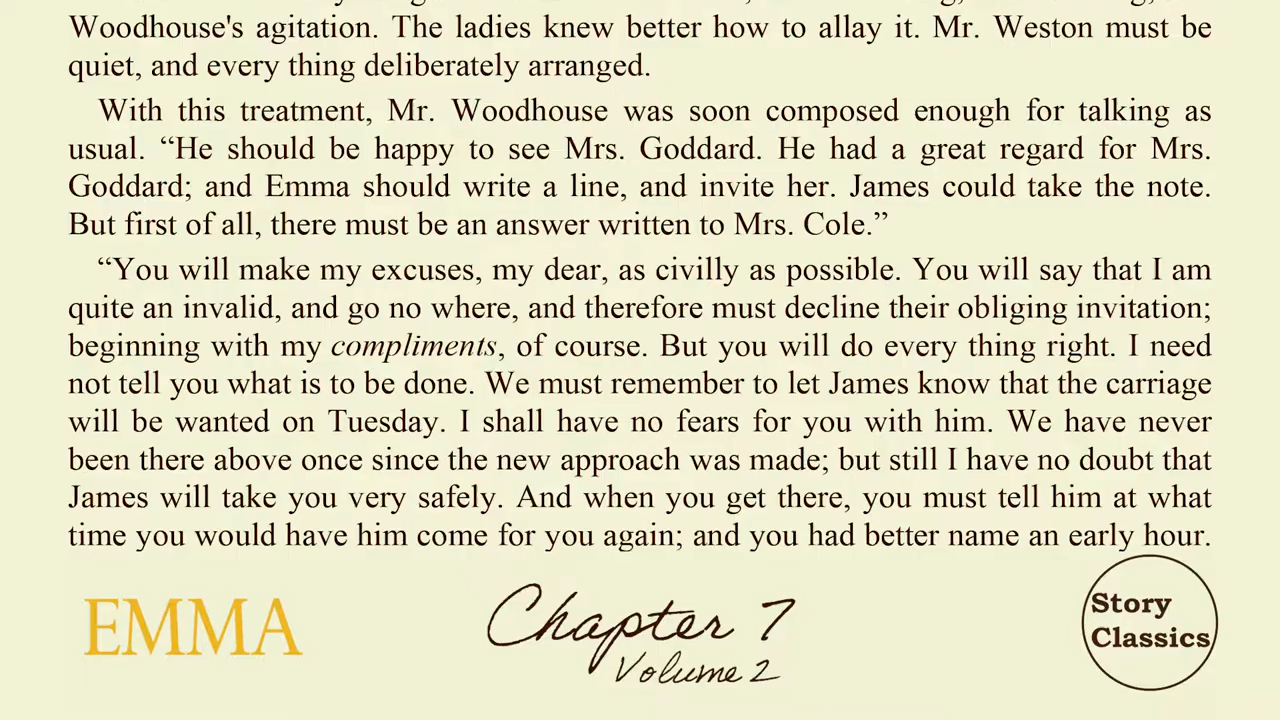 Woodhouse's agitation. The ladies knew better how to allay it. Mr. Weston must be
quiet, and every thing deliberately arranged.
With this treatment, Mr. Woodhouse was soon composed enough for talking as
usual. “He should be happy to see Mrs. Goddard. He had a great regard for Mrs.
Goddard; and Emma should write a line, and invite her. James could take the note.
But first of all, there must be an answer written to Mrs. Cole.”
“You will make my excuses, my dear, as civilly as possible. You will say that I am
quite an invalid, and go no where, and therefore must decline their obliging invitation;
beginning with my compliments, of course. But you will do every thing right. I need
not tell you what is to be done. We must remember to let James know that the carriage
will be wanted on Tuesday. I shall have no fears for you with him. We have never
been there above once since the new approach was made; but still I have no doubt that
James will take you very safely. And when you get there, you must tell him at what
time you would have him come for you again; and you had better name an early hour.
EMMA
Chapter 7
Volume 2
Story
Classics